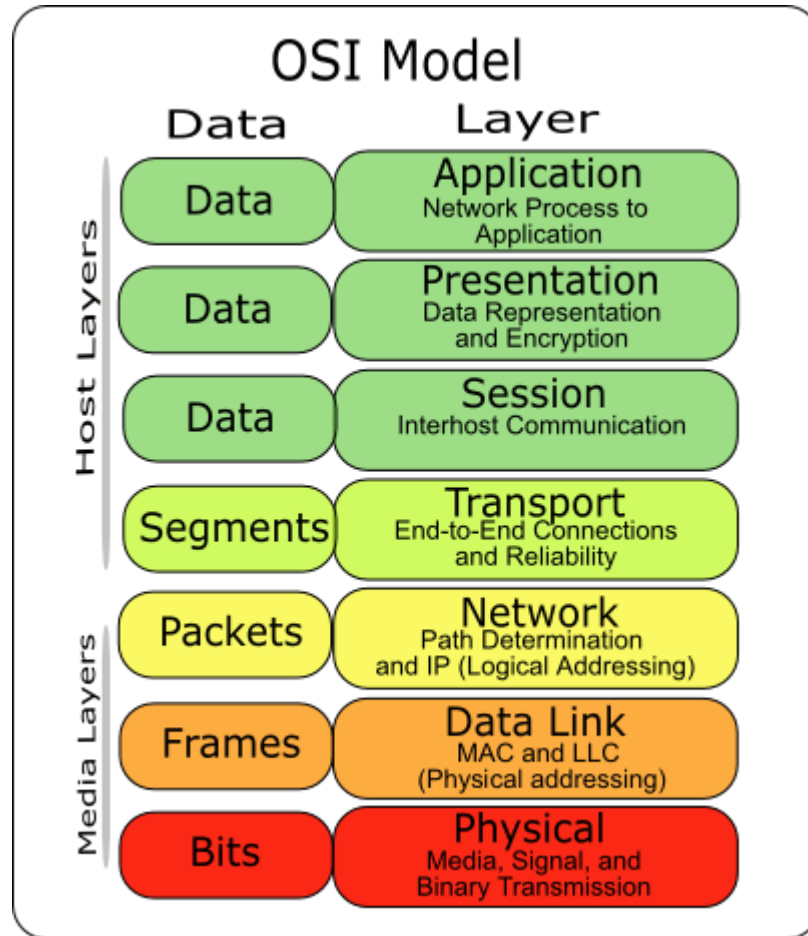 OSI Model
Data Layer
Host Layers
Data
Application
Network Process to
Application
Data
Presentation
Data Representation
and Encryption
Data
Session
Interhost Communication
Segments
Transport
End-to-End Connections
and Reliability
Media Layers
Packets
Network
Path Determination
and IP (Logical Addressing)
Frames
Data Link
MAC and LLC
(Physical addressing)
Bits
Physical
Media, Signal, and
Binary Transmission